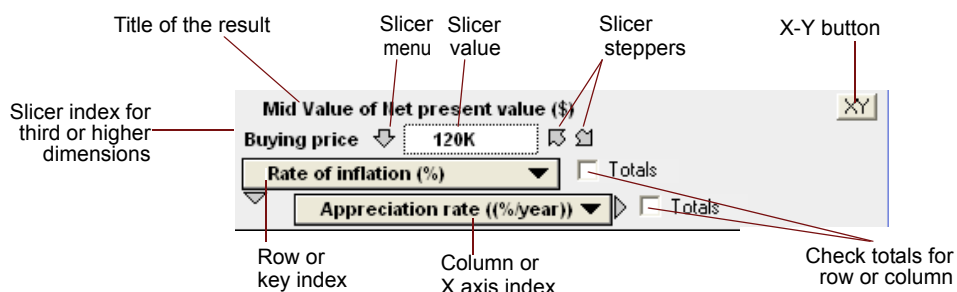 Title of the result
Slicer menu
Slicer value
Slicer steppers
X-Y button
Slicer index for third or higher dimensions
Mid Value of Net present value ($)
XY
Buying price 120K
Rate of inflation (%) Totals
Appreciation rate ((%/year)) Totals
Row or key index
Column or X axis index
Check totals for row or column